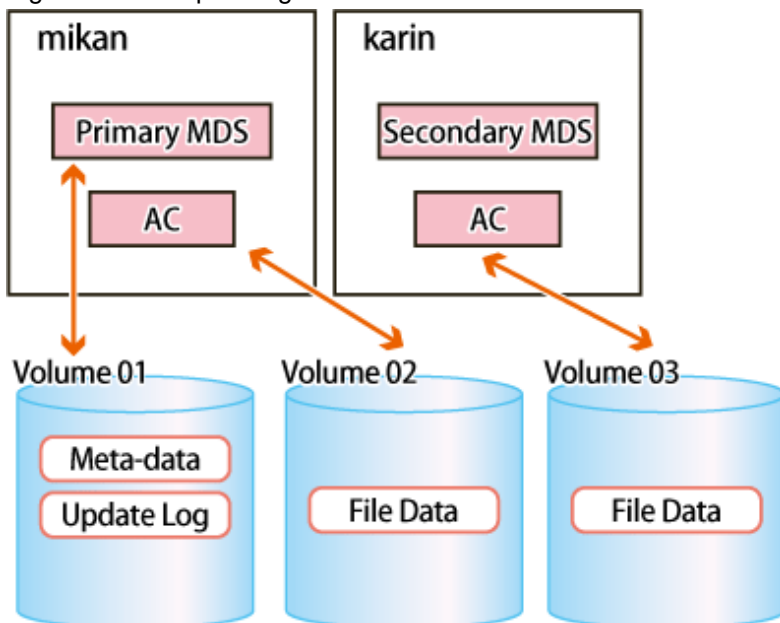 mikan
karin
Primary MDS
Secondary MDS
AC
AC
Volume 01
Volume 02
Volume 03
Meta-data
Update Log
File Data
File Data